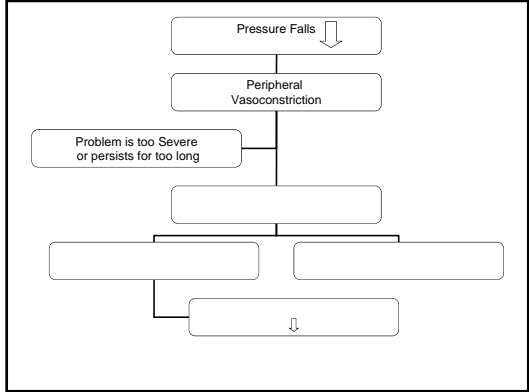 Pressure Falls
Peripheral
Vasoconstriction
Problem is too Severe
or persists for too long